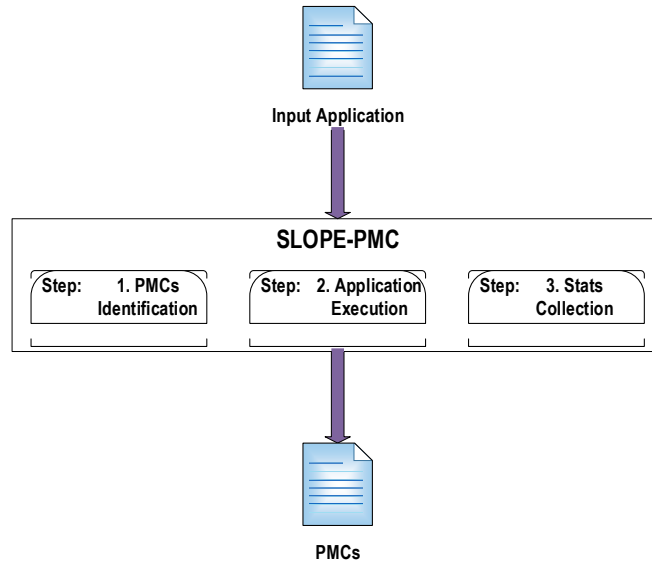 Input Application
SLOPE-PMC
Step: 1. PMCs
Identification
Step: 2. Application
Execution
Step: 3. Stats
Collection
PMCs